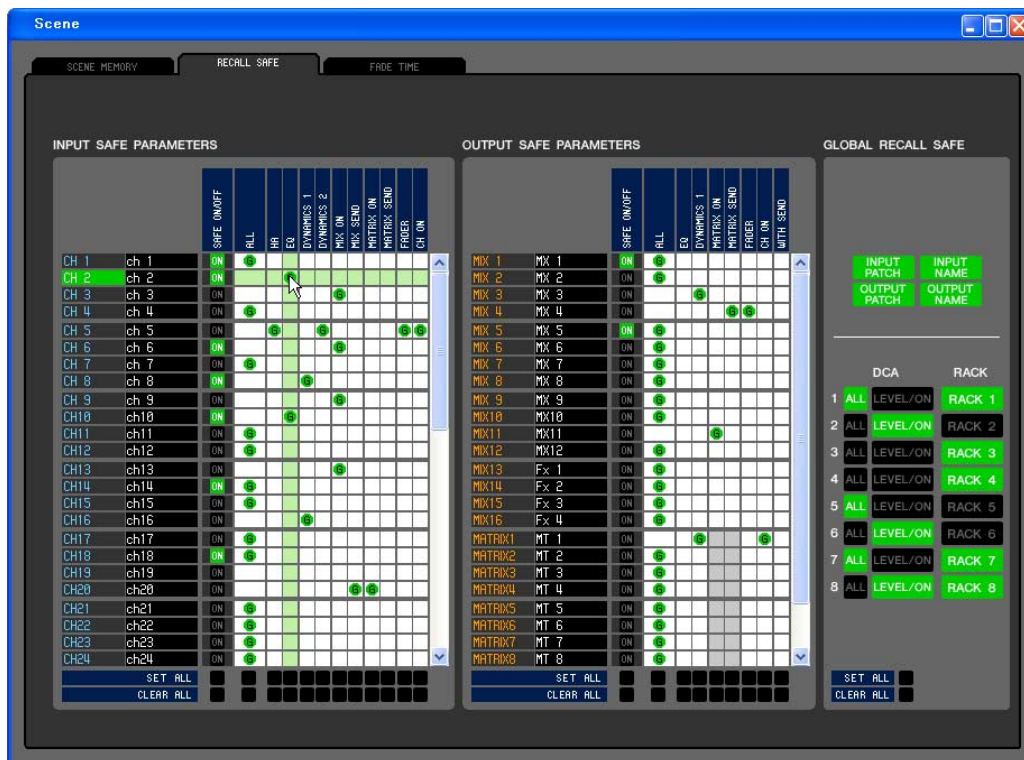 Scene
SCENE MEMORY
RECALL SAFE
FADE TIME
INPUT SAFE PARAMETERS
SAFE ON/OFF
ALL
HA
EQ
DYNAMICS 1
DYNAMICS 2
MIX ON
MIX SEND
MATRIX ON
MATRIX SEND
FADER
CH ON
CH 1 ch 1 ON G
CH 2 ch 2 ON G
CH 3 ch 3 ON G
CH 4 ch 4 ON G
CH 5 ch 5 ON G G G G
CH 6 ch 6 ON G
CH 7 ch 7 ON G
CH 8 ch 8 ON G
CH 9 ch 9 ON G
CH10 ch10 ON G
CH11 ch11 ON G
CH12 ch12 ON G
CH13 ch13 ON G
CH14 ch14 ON G
CH15 ch15 ON G
CH16 ch16 ON G
CH17 ch17 ON G
CH18 ch18 ON G
CH19 ch19 ON
CH20 ch20 ON G G
CH21 ch21 ON G
CH22 ch22 ON G
CH23 ch23 ON G
CH24 ch24 ON G
SET ALL
CLEAR ALL
OUTPUT SAFE PARAMETERS
SAFE ON/OFF
ALL
EQ
DYNAMICS 1
MATRIX ON
MATRIX SEND
FADER
CH ON
WITH SEND
MIX 1 MX 1 ON G
MIX 2 MX 2 ON G
MIX 3 MX 3 ON G
MIX 4 MX 4 ON G G
MIX 5 MX 5 ON G
MIX 6 MX 6 ON G
MIX 7 MX 7 ON G
MIX 8 MX 8 ON G
MIX 9 MX 9 ON G
MIX10 MX10 ON G
MIX11 MX11 ON G
MIX12 MX12 ON G
MIX13 Fx 1 ON G
MIX14 Fx 2 ON G
MIX15 Fx 3 ON G
MIX16 Fx 4 ON G
MATRIX1 MT 1 ON G G
MATRIX2 MT 2 ON G
MATRIX3 MT 3 ON G
MATRIX4 MT 4 ON G
MATRIX5 MT 5 ON G
MATRIX6 MT 6 ON G
MATRIX7 MT 7 ON G
MATRIX8 MT 8 ON G
SET ALL
CLEAR ALL
GLOBAL RECALL SAFE
INPUT PATCH
INPUT NAME
OUTPUT PATCH
OUTPUT NAME
DCA RACK
1 ALL LEVEL/ON RACK 1
2 ALL LEVEL/ON RACK 2
3 ALL LEVEL/ON RACK 3
4 ALL LEVEL/ON RACK 4
5 ALL LEVEL/ON RACK 5
6 ALL LEVEL/ON RACK 6
7 ALL LEVEL/ON RACK 7
8 ALL LEVEL/ON RACK 8
SET ALL
CLEAR ALL